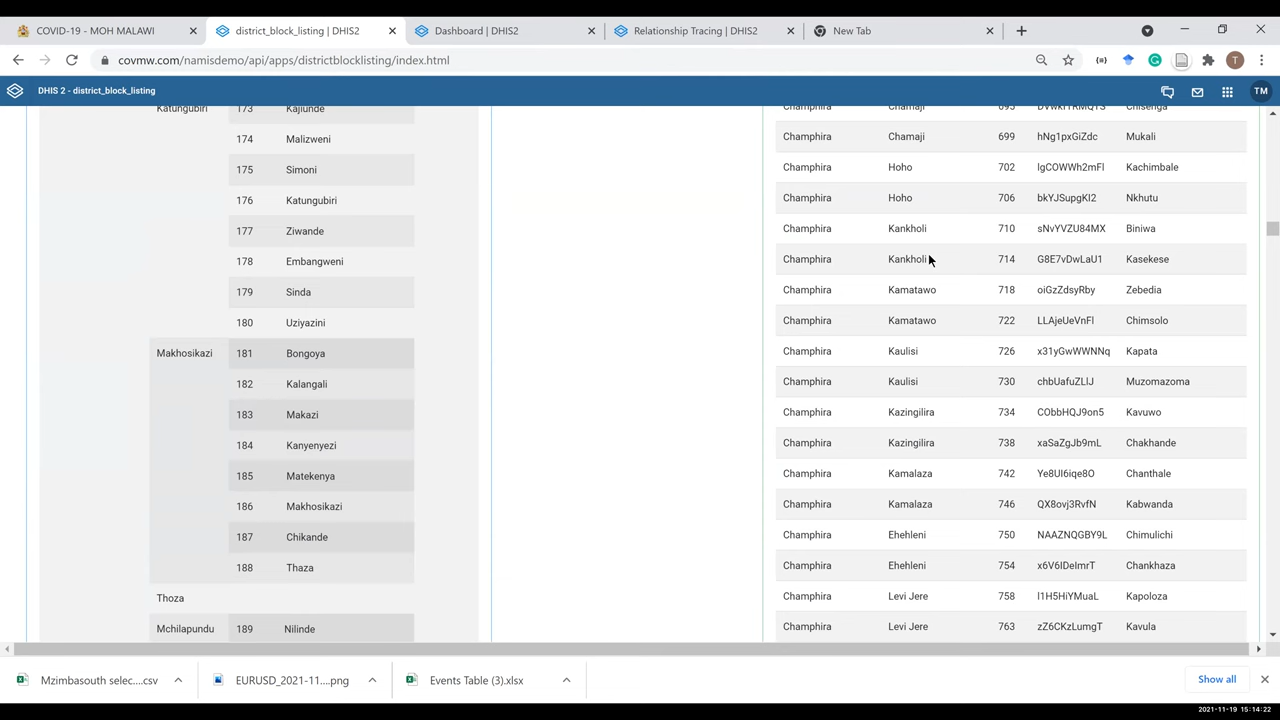 COVID-19 - MOH MALAWI
district_block_listing | DHIS2
Dashboard | DHIS2
Relationship Tracing | DHIS2
New Tab
covmw.com/namisdemo/api/apps/districtblocklisting/index.html
T
DHIS 2 - district_block_listing
TM
Katungubiri 173 Kajiunde
174 Malizweni
175 Simoni
176 Katungubiri
177 Ziwande
178 Embangweni
179 Sinda
180 Uziyazini
Makhosikazi 181 Bongoya
182 Kalangali
183 Makazi
184 Kanyenyezi
185 Matekenya
186 Makhosikazi
187 Chikande
188 Thaza
Thoza
Mchilapundu 189 Nilinde
Champhira Chamaji 695 Chisenga
Champhira Chamaji 699 hNg1pxGiZdc Mukali
Champhira Hoho 702 lgCOWWh2mFl Kachimbale
Champhira Hoho 706 bkYJSupgKI2 Nkhutu
Champhira Kankholi 710 sNvYVZU84MX Biniwa
Champhira Kankholi 714 G8E7vDwLaU1 Kasekese
Champhira Kamatawo 718 oiGzZdsyRby Zebedia
Champhira Kamatawo 722 LLAjeUeVnFl Chimsolo
Champhira Kaulisi 726 x31yGwWWNNq Kapata
Champhira Kaulisi 730 chbUafuZLlJ Muzomazoma
Champhira Kazingilira 734 CObbHQJ9on5 Kavuwo
Champhira Kazingilira 738 xaSaZgJb9mL Chakhande
Champhira Kamalaza 742 Ye8UI6iqe8O Chanthale
Champhira Kamalaza 746 QX8ovj3RvfN Kabwanda
Champhira Ehehleni 750 NAAZNQGBY9L Chimulichi
Champhira Ehehleni 754 x6V6IDeImrT Chankhaza
Champhira Levi Jere 758 I1H5HiYMuaL Kapoloza
Champhira Levi Jere 763 zZ6CKzLumgT Kavula
Mzimbasouth selec....csv
EURUSD_2021-11....png
Events Table (3).xlsx
Show all
2021-11-19 15:14:22